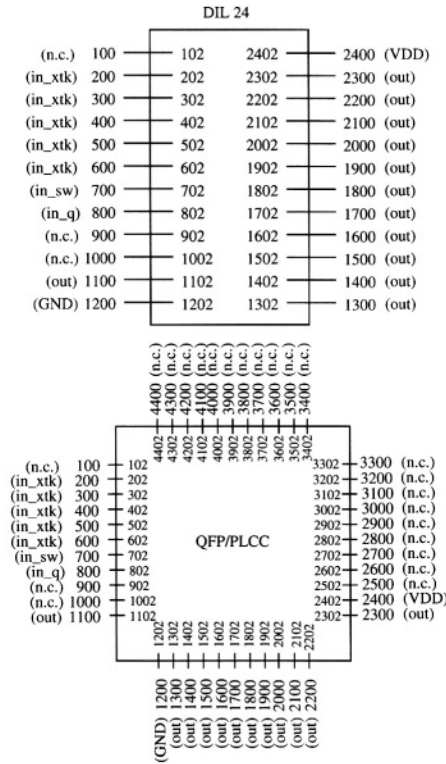 DIL 24
(n.c.) 100 102 2402 2400 (VDD)
(in_xtk) 200 202 2302 2300 (out)
(in_xtk) 300 302 2202 2200 (out)
(in_xtk) 400 402 2102 2100 (out)
(in_xtk) 500 502 2002 2000 (out)
(in_xtk) 600 602 1902 1900 (out)
(in_sw) 700 702 1802 1800 (out)
(in_q) 800 802 1702 1700 (out)
(n.c.) 900 902 1602 1600 (out)
(n.c.) 1000 1002 1502 1500 (out)
(out) 1100 1102 1402 1400 (out)
(GND) 1200 1202 1302 1300 (out)
4400 (n.c.)
4300 (n.c.)
4200 (n.c.)
4100 (n.c.)
4000 (n.c.)
3900 (n.c.)
3800 (n.c.)
3700 (n.c.)
3600 (n.c.)
3500 (n.c.)
3400 (n.c.)
4402 4302 4202 4102 4002 3902 3802 3702 3602 3502 3402
(n.c.) 100 102 3302 3300 (n.c.)
(in_xtk) 200 202 3202 3200 (n.c.)
(in_xtk) 300 302 3102 3100 (n.c.)
(in_xtk) 400 402 3002 3000 (n.c.)
(in_xtk) 500 502 2902 2900 (n.c.)
(in_xtk) 600 602 2802 2800 (n.c.)
(in_sw) 700 702 QFP/PLCC 2702 2700 (n.c.)
(in_q) 800 802 2602 2600 (n.c.)
(n.c.) 900 902 2502 2500 (n.c.)
(n.c.) 1000 1002 2402 2400 (VDD)
(out) 1100 1102 2302 2300 (out)
1202 1302 1402 1502 1602 1702 1802 1902 2002 2102 2202
(GND) 1200
(out) 1300
(out) 1400
(out) 1500
(out) 1600
(out) 1700
(out) 1800
(out) 1900
(out) 2000
(out) 2100
(out) 2200